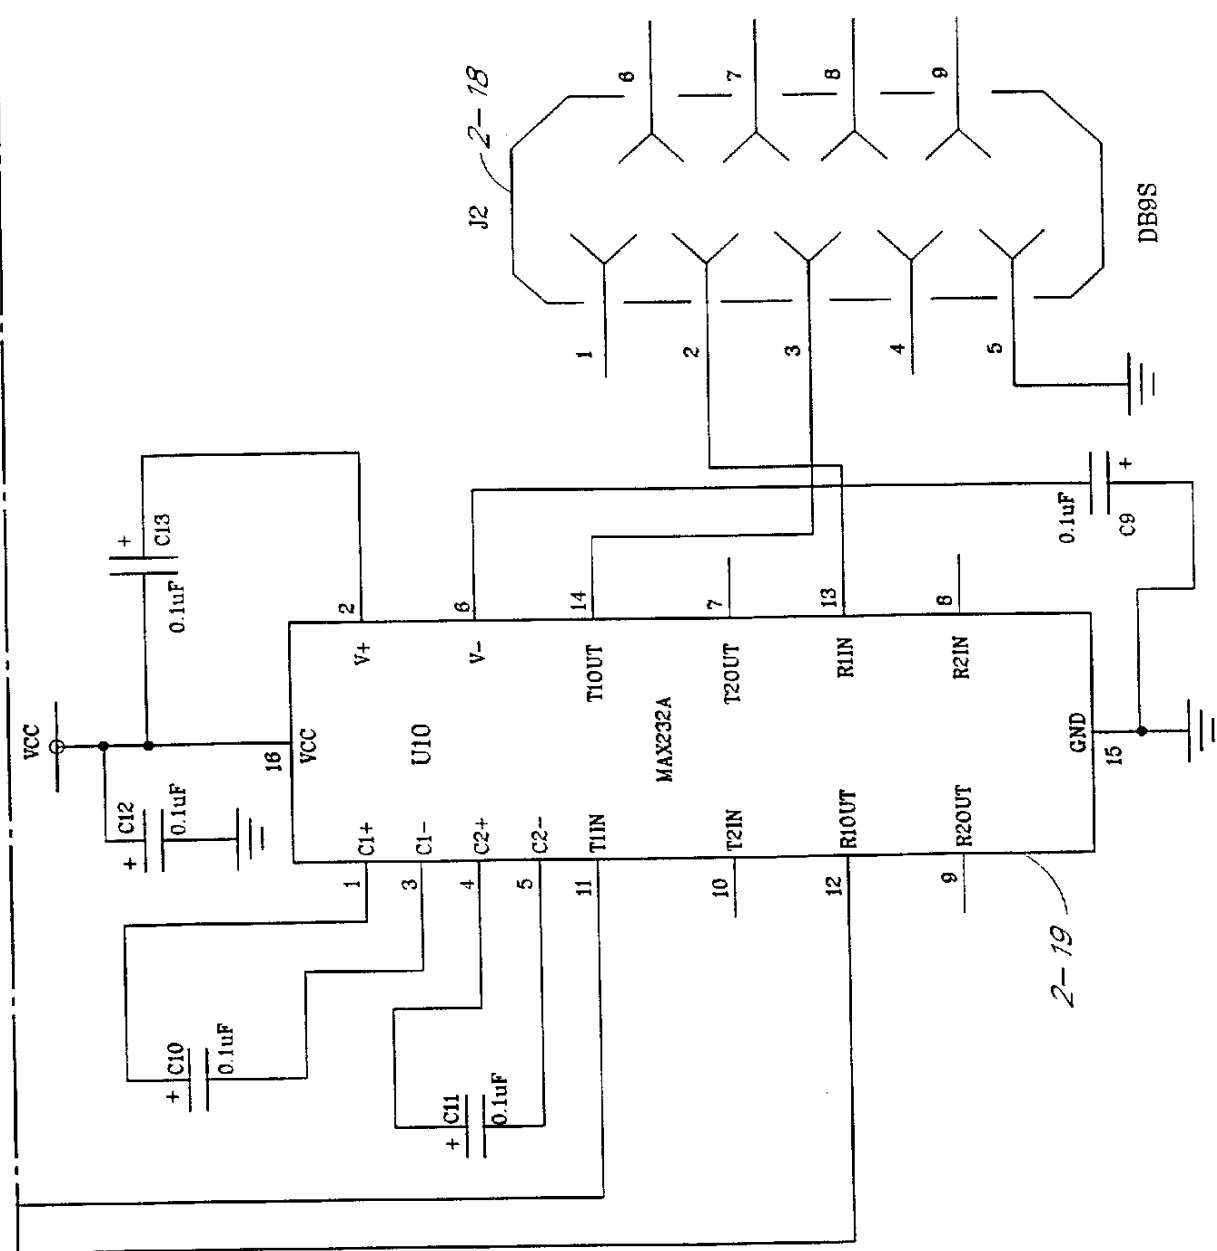 6
7
8
9
2-18
J2
DB9S
1
2
3
4
5
C13
+
0.1uF
+
0.1uF
C9
2
6
14
7
13
8
V+
V-
T1OUT
T2OUT
R1IN
R2IN
VCC
16
VCC
U10
MAX232A
GND
15
C12
+
0.1uF
C1+
C1-
C2+
C2-
T1IN
T2IN
R1OUT
R2OUT
1
3
4
5
11
10
12
9
2-19
C10
+
0.1uF
C11
+
0.1uF